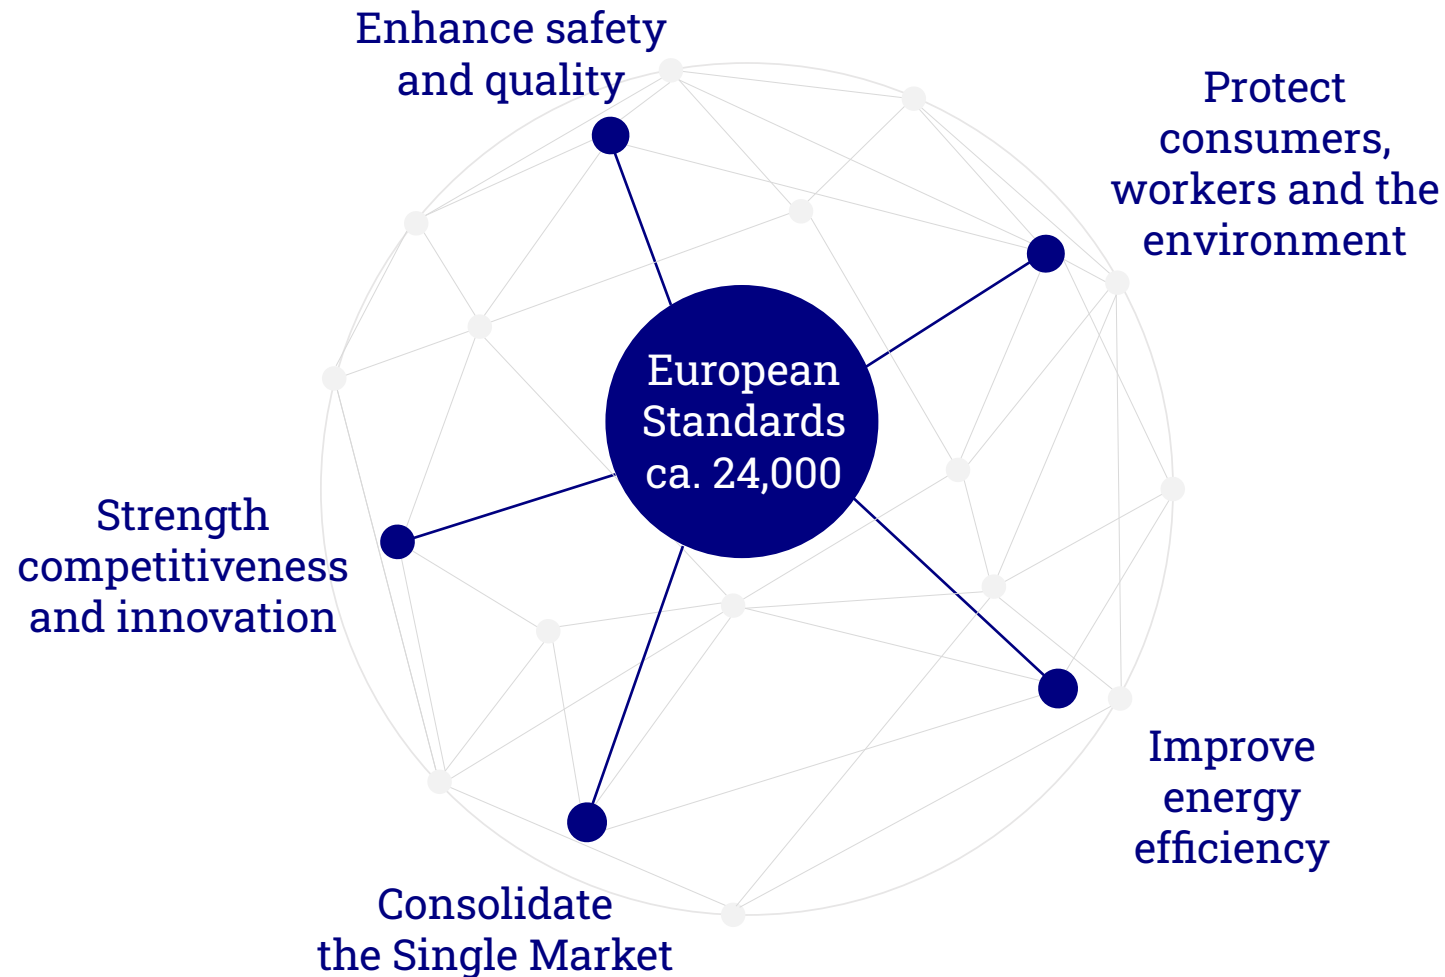 Enhance safety
and quality
Protect
consumers,
workers and the
environment
European
Standards
ca. 24,000
Strength
competitiveness
and innovation
Improve
energy
efficiency
Consolidate
the Single Market